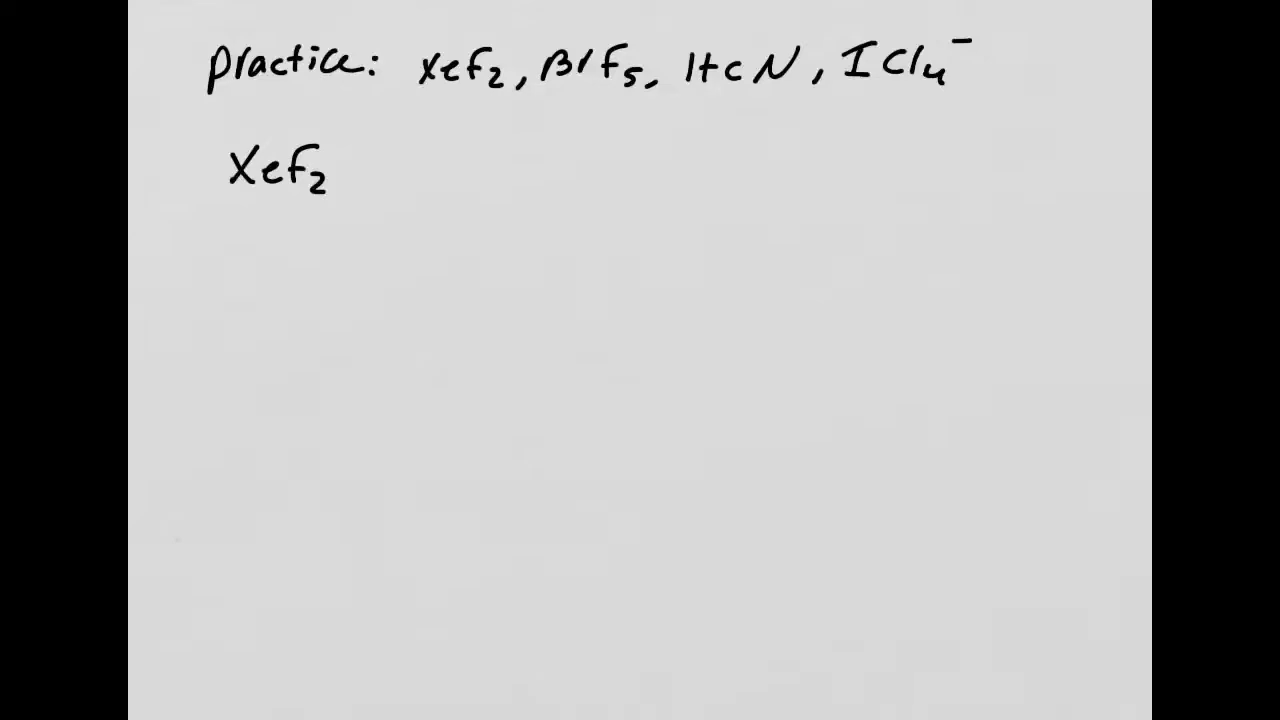 practice: XeF₂, BrF₅, HCN, ICl₄⁻
XeF₂